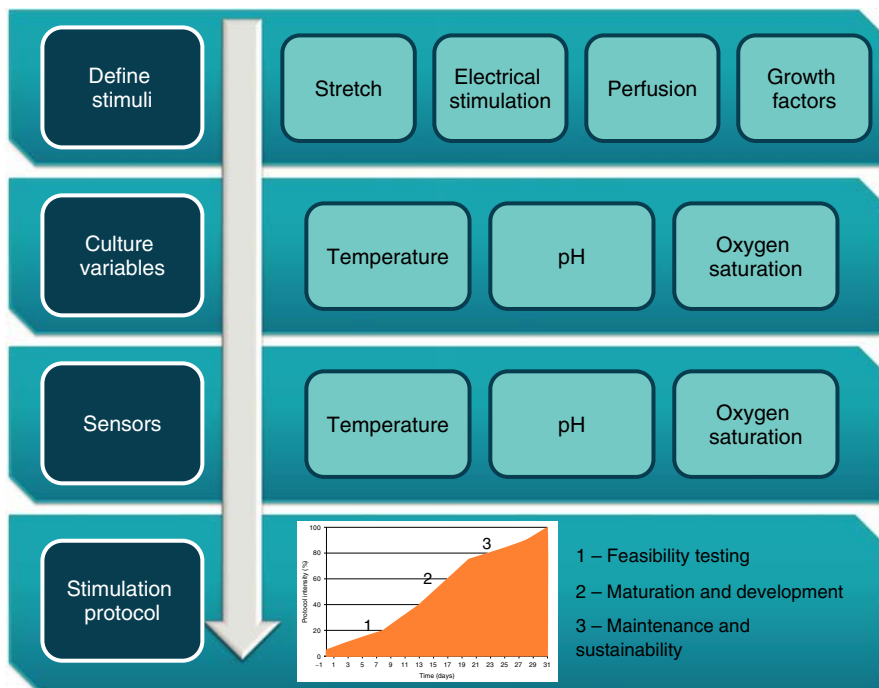 Define
stimuli
Stretch
Electrical
stimulation
Perfusion
Growth
factors
Culture
variables
Temperature
pH
Oxygen
saturation
Sensors
Temperature
pH
Oxygen
saturation
Stimulation
protocol
Protocol intensity (%)
100
80
60
40
20
0
1
2
3
–1 1 3 5 7 8 9 11 13 15 17 19 21 23 25 27 29 31
Time (days)
1 – Feasibility testing
2 – Maturation and development
3 – Maintenance and
sustainability